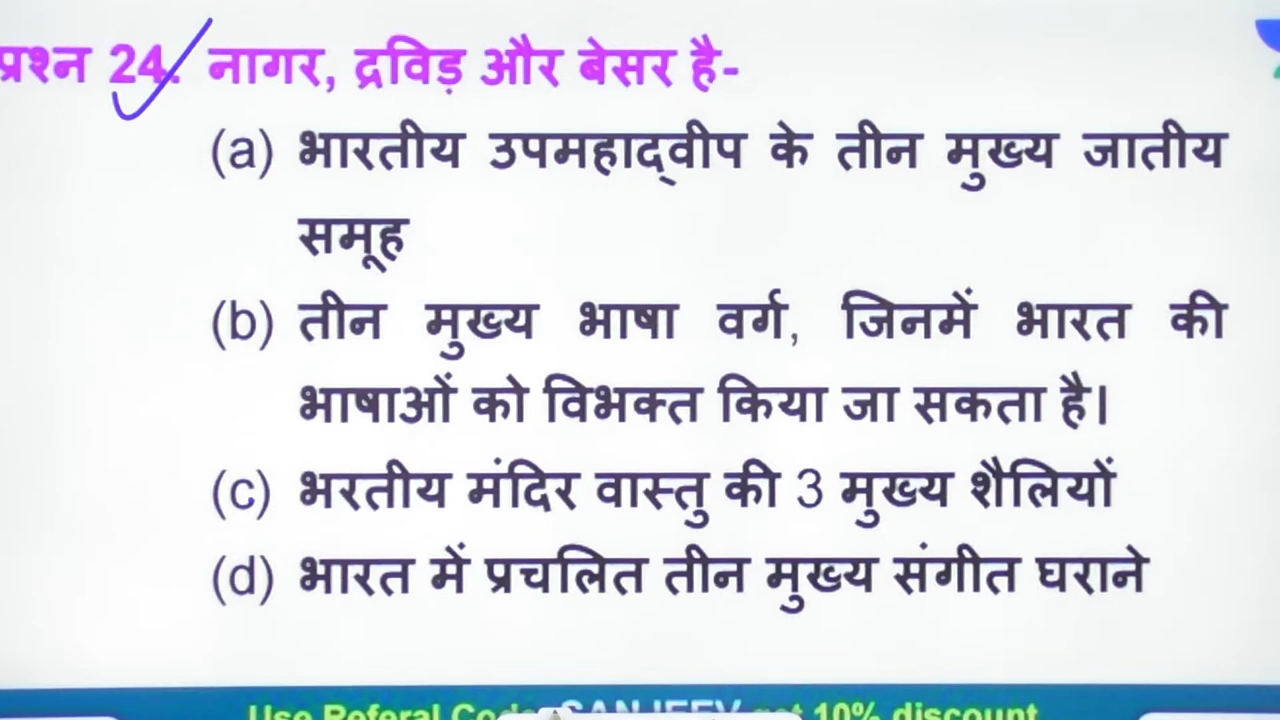 प्रश्न 24. नागर, द्रविड़ और बेसर है-
(a) भारतीय उपमहाद्वीप के तीन मुख्य जातीय
समूह
(b) तीन मुख्य भाषा वर्ग, जिनमें भारत की
भाषाओं को विभक्त किया जा सकता है।
(c) भरतीय मंदिर वास्तु की 3 मुख्य शैलियों
(d) भारत में प्रचलित तीन मुख्य संगीत घराने
Use Referal Code SANJEEV get 10% discount